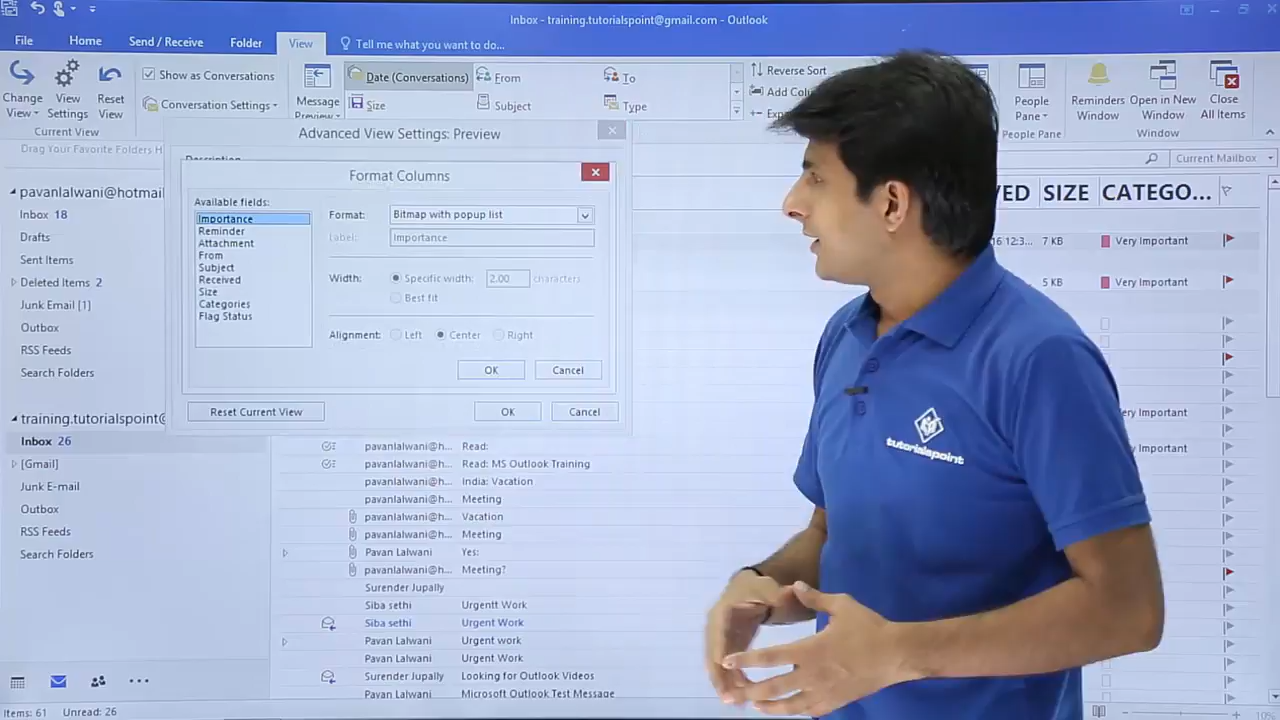 Inbox - training.tutorialspoint@gmail.com - Outlook
File Home Send / Receive Folder View Tell me what you want to do...
Change View
View Settings
Reset View
Current View
Show as Conversations
Conversation Settings
Message Preview
Date (Conversations) From To
Size Subject Type
Reverse Sort
Add Colu
Exp
People Pane
People Pane
Reminders Window
Open in New Window
Close All Items
Window
Drag Your Favorite Folders H
Current Mailbox
pavanlalwani@hotmai
Inbox 18
Drafts
Sent Items
Deleted Items 2
Junk Email [1]
Outbox
RSS Feeds
Search Folders
training.tutorialspoint@
Inbox 26
[Gmail]
Junk E-mail
Outbox
RSS Feeds
Search Folders
Items: 61 Unread: 26
Advanced View Settings: Preview
Description
Format Columns
Available fields:
Importance
Reminder
Attachment
From
Subject
Received
Size
Categories
Flag Status
Format: Bitmap with popup list
Label: Importance
Width: Specific width: 2.00 characters
Best fit
Alignment: Left Center Right
OK Cancel
Reset Current View OK Cancel
VED SIZE CATEGO...
16 12:3... 7 KB Very Important
5 KB Very Important
Important
Important
pavanlalwani@h... Read:
pavanlalwani@h... Read: MS Outlook Training
pavanlalwani@h... India: Vacation
pavanlalwani@h... Meeting
pavanlalwani@h... Vacation
pavanlalwani@h... Meeting
Pavan Lalwani Yes:
pavanlalwani@h... Meeting?
Surender Jupally
Siba sethi Urgentt Work
Siba sethi Urgent Work
Pavan Lalwani Urgent work
Pavan Lalwani Urgent Work
Surender Jupally Looking for Outlook Videos
Pavan Lalwani Microsoft Outlook Test Message
10%
tutorialspoint